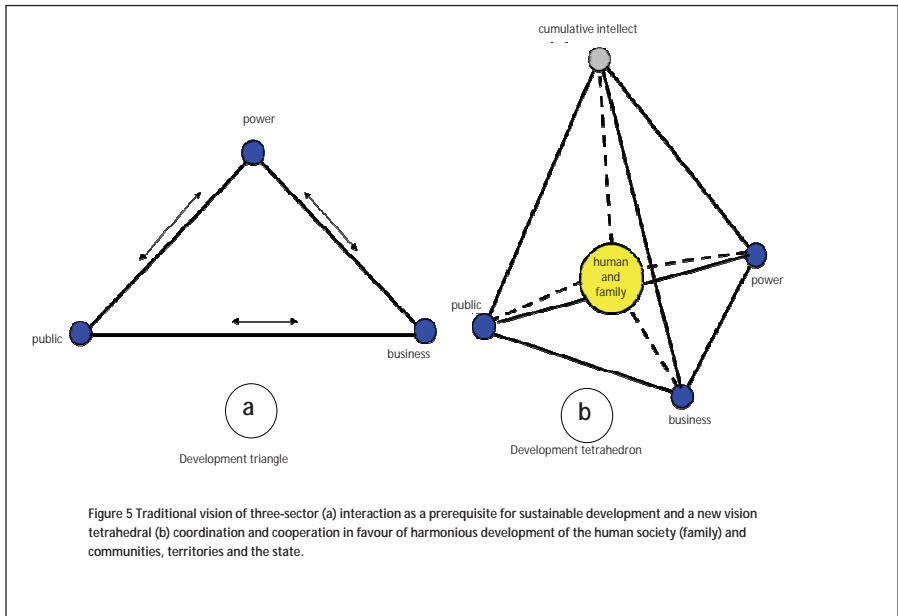 cumulative intellect
power
public
business
a
Development triangle
human
and
family
public
power
business
b
Development tetrahedron
Figure 5 Traditional vision of three-sector (a) interaction as a prerequisite for sustainable development and a new vision
tetrahedral (b) coordination and cooperation in favour of harmonious development of the human society (family) and
communities, territories and the state.